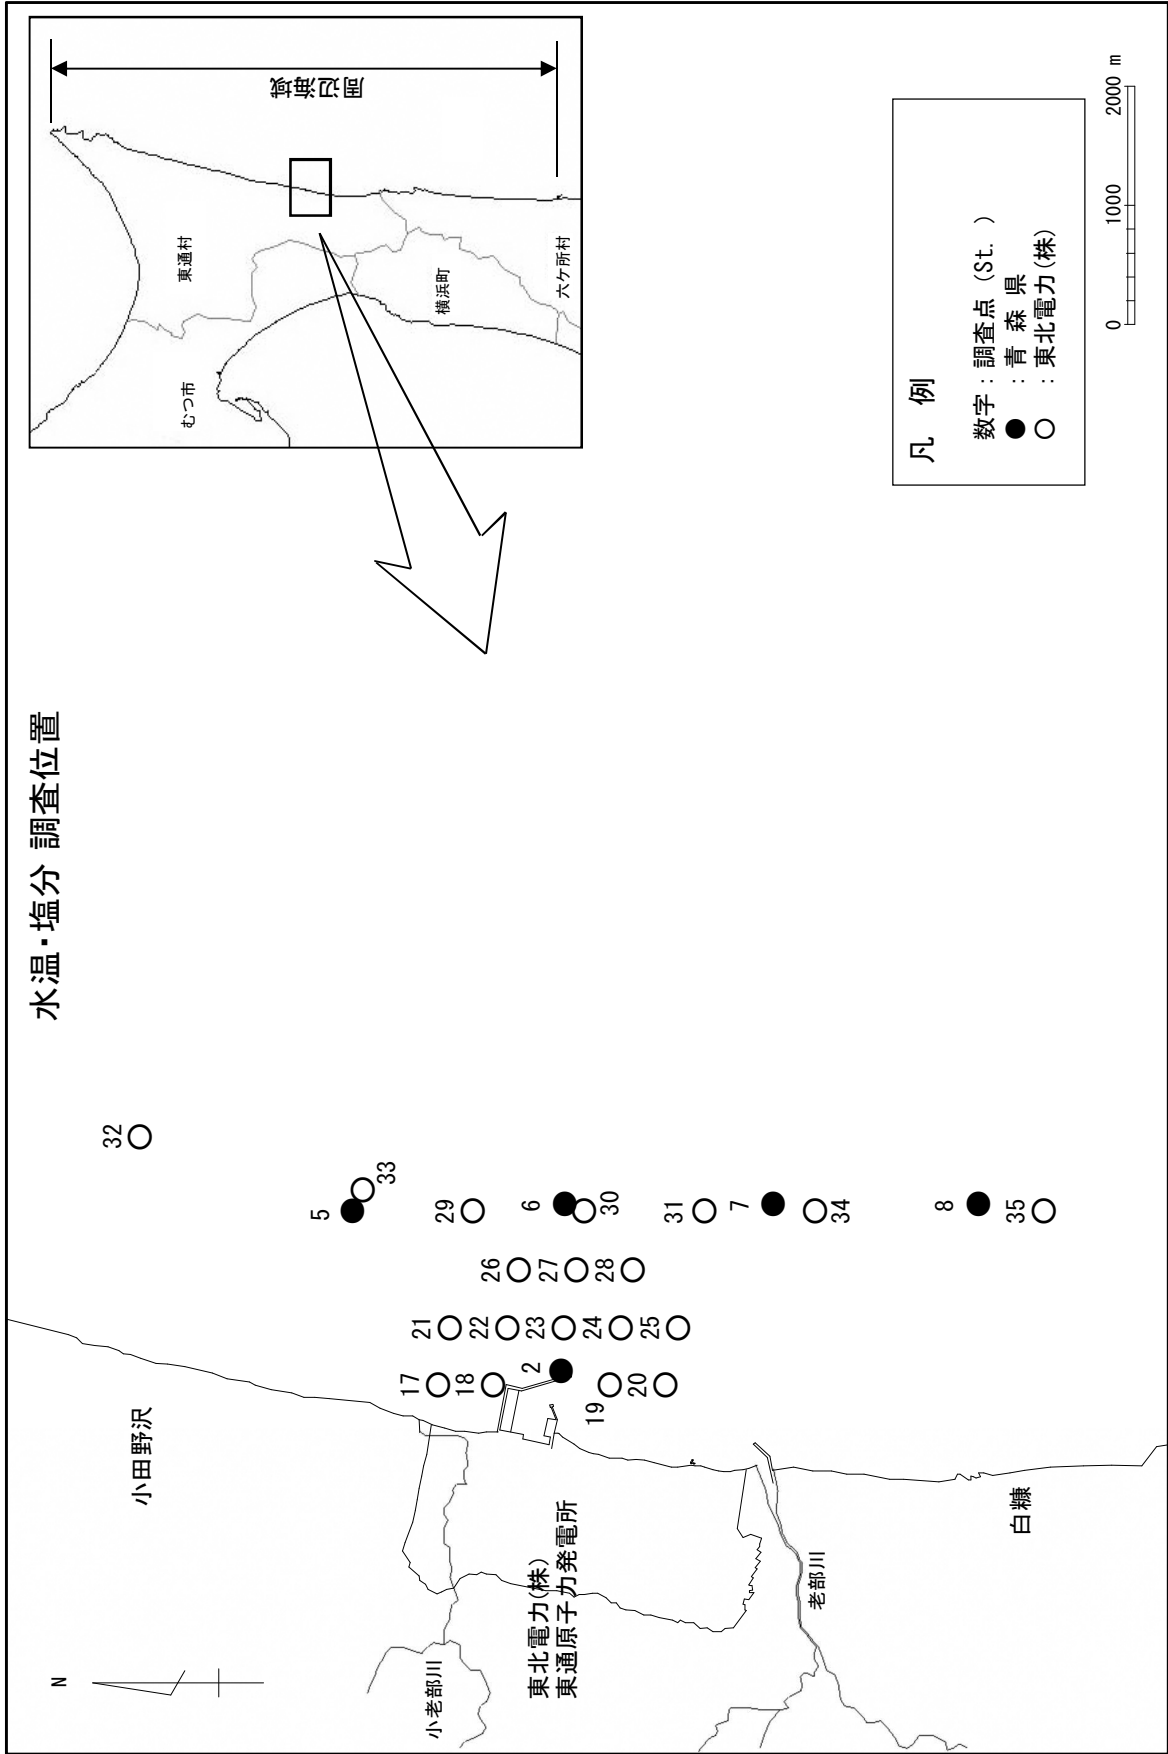 水温・塩分 調査位置
N
小田野沢
小老部川
東北電力(株)
東通原子力発電所
老部川
白糠
17
18
2
19
20
21
22
23
24
25
26
27
28
5
33
29
6
30
31
7
34
8
35
32
むつ市
東通村
横浜町
六ケ所村
周辺海域
凡 例
数字:調査点 (St. )
● :青 森 県
○ :東北電力(株)
0 1000 2000 m